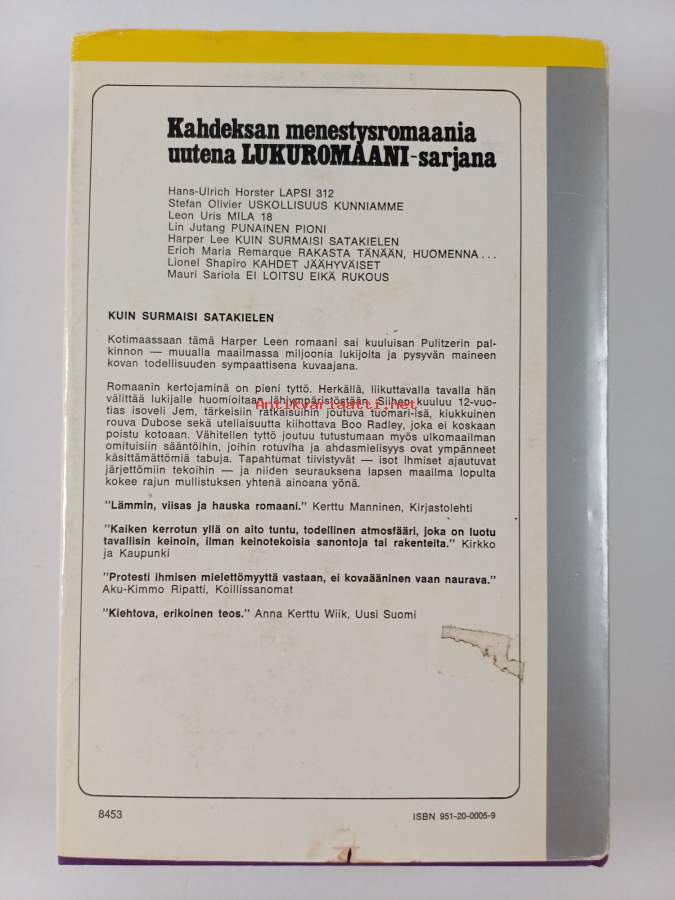 Kahdeksan menestysromaania
uutena LUKUROMAANI-sarjana
Hans-Ulrich Horster LAPSI 312
Stefan Olivier USKOLLISUUS KUNNIAMME
Leon Uris MILA 18
Lin Jutang PUNAINEN PIONI
Harper Lee KUIN SURMAISI SATAKIELEN
Erich Maria Remarque RAKASTA TÄNÄÄN, HUOMENNA...
Lionel Shapiro KAHDET JÄÄHYVÄISET
Mauri Sariola EI LOITSU EIKÄ RUKOUS
KUIN SURMAISI SATAKIELEN
Kotimaassaan tämä Harper Leen romaani sai kuuluisan Pulitzerin pal-
kinnon — muualla maailmassa miljoonia lukijoita ja pysyvän maineen
kovan todellisuuden sympaattisena kuvaajana.
Romaanin kertojaminä on pieni tyttö. Herkällä, liikuttavalla tavalla hän
välittää lukijalle huomioitaan lähiympäristöstään. Siihen kuuluu 12-vuo-
Antikvariaatti.net
tias isoveli Jem, tärkeisiin ratkaisuihin joutuva tuomari-isä, kiukkuinen
rouva Dubose sekä uteliaisuutta kiihottava Boo Radley, joka ei koskaan
poistu kotoaan. Vähitellen tyttö joutuu tutustumaan myös ulkomaailman
omituisiin sääntöihin, joihin rotuviha ja ahdasmielisyys ovat ympänneet
käsittämättömiä tabuja. Tapahtumat tiivistyvät — isot ihmiset ajautuvat
järjettömiin tekoihin — ja niiden seurauksena lapsen maailma lopulta
kokee rajun mullistuksen yhtenä ainoana yönä.
"Lämmin, viisas ja hauska romaani." Kerttu Manninen, Kirjastolehti
"Kaiken kerrotun yllä on aito tuntu, todellinen atmosfääri, joka on luotu
tavallisin keinoin, ilman keinotekoisia sanontoja tai rakenteita." Kirkko
ja Kaupunki
"Protesti ihmisen mielettömyyttä vastaan, ei kovaääninen vaan naurava."
Aku-Kimmo Ripatti, Koillissanomat
"Kiehtova, erikoinen teos." Anna Kerttu Wiik, Uusi Suomi
8453
ISBN 951-20-0005-9